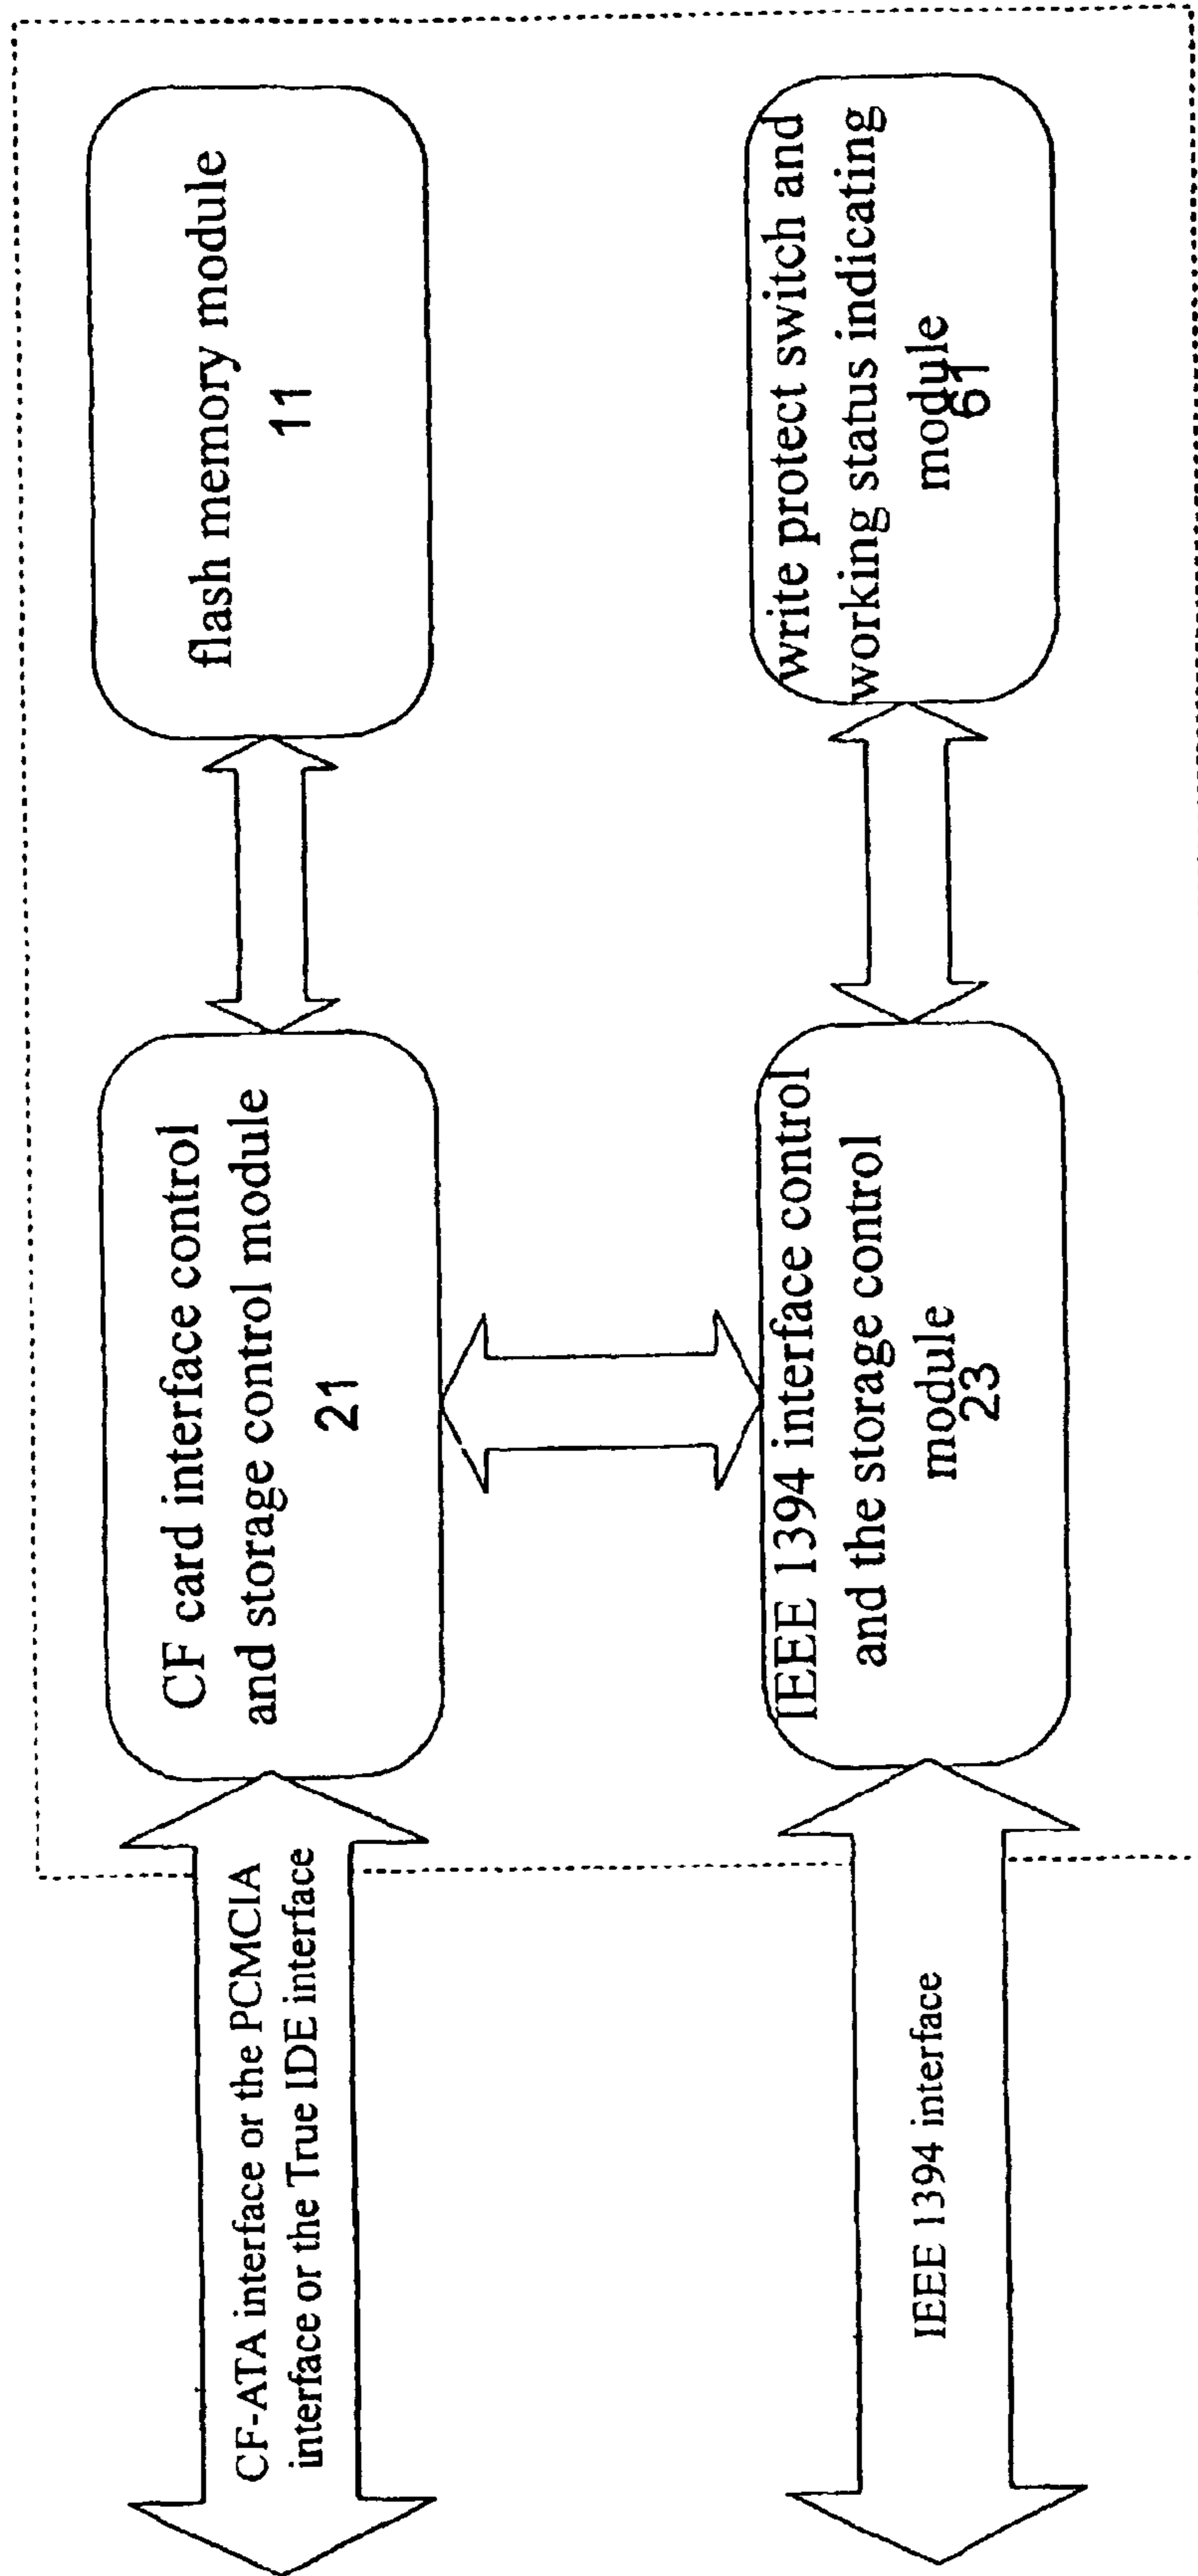 CF-ATA interface or the PCMCIA
interface or the True IDE interface
CF card interface control
and storage control module
21
flash memory module
11
IEEE 1394 interface
IEEE 1394 interface control
and the storage control
module
23
write protect switch and
working status indicating
module
61